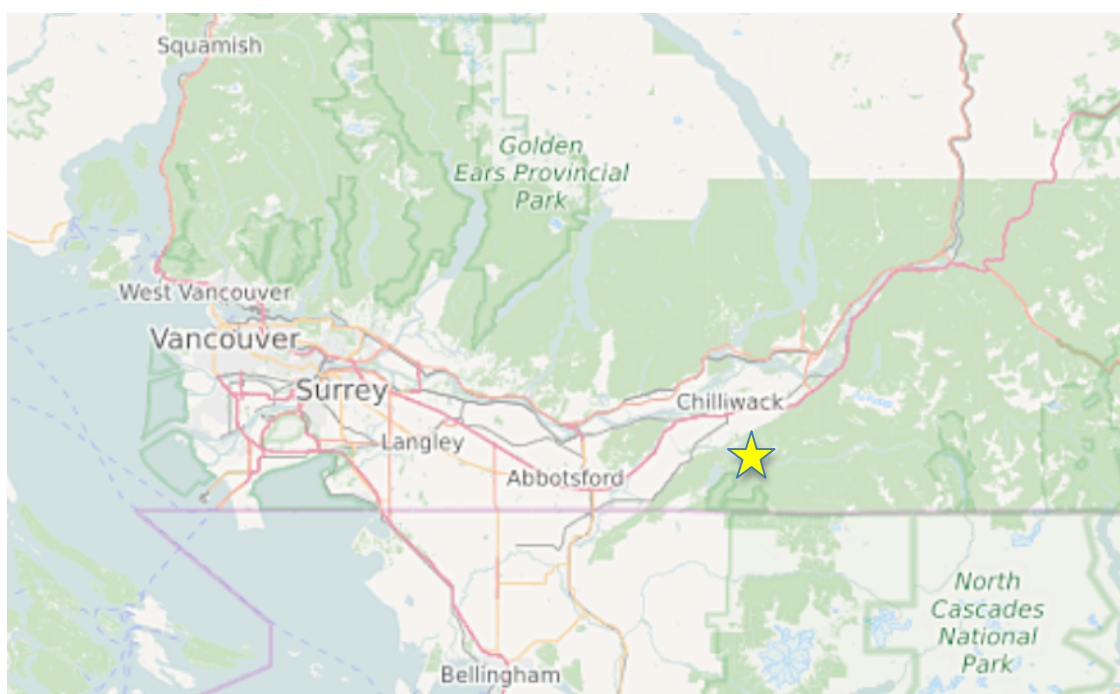 Squamish
Golden
Ears Provincial
Park
West Vancouver
Vancouver
Surrey
Chilliwack
Langley
Abbotsford
North
Cascades
National
Park
Bellingham